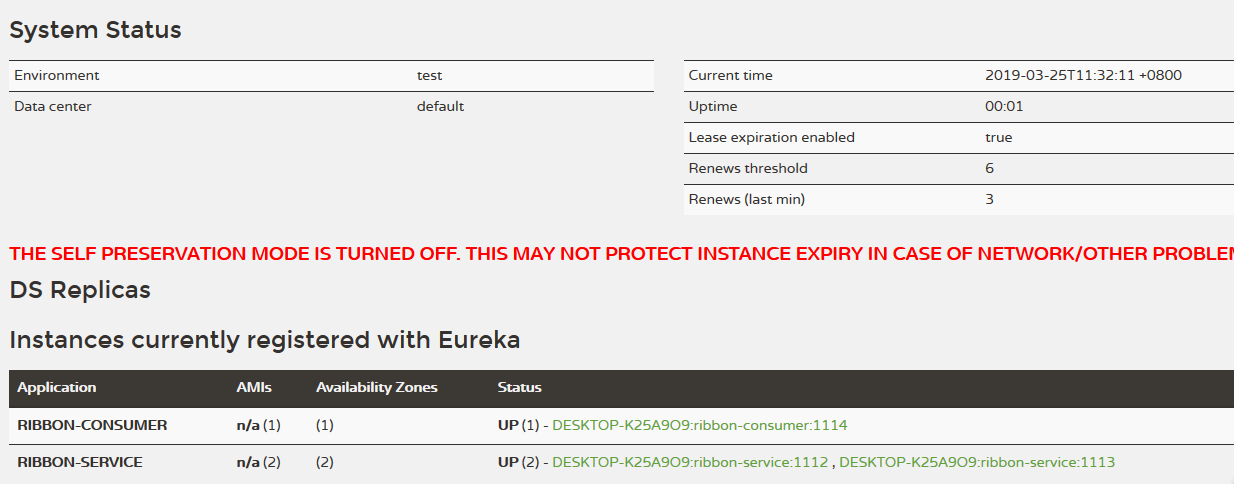 System Status
Environment test
Data center default
Current time 2019-03-25T11:32:11 +0800
Uptime 00:01
Lease expiration enabled true
Renews threshold 6
Renews (last min) 3
THE SELF PRESERVATION MODE IS TURNED OFF. THIS MAY NOT PROTECT INSTANCE EXPIRY IN CASE OF NETWORK/OTHER
DS Replicas
Instances currently registered with Eureka
Application AMIs Availability Zones Status
RIBBON-CONSUMER n/a (1) (1) UP (1) - DESKTOP-K25A9O9:ribbon-consumer:1114
RIBBON-SERVICE n/a (2) (2) UP (2) - DESKTOP-K25A9O9:ribbon-service:1112 , DESKTOP-K25A9O9:ribbon-service:1113